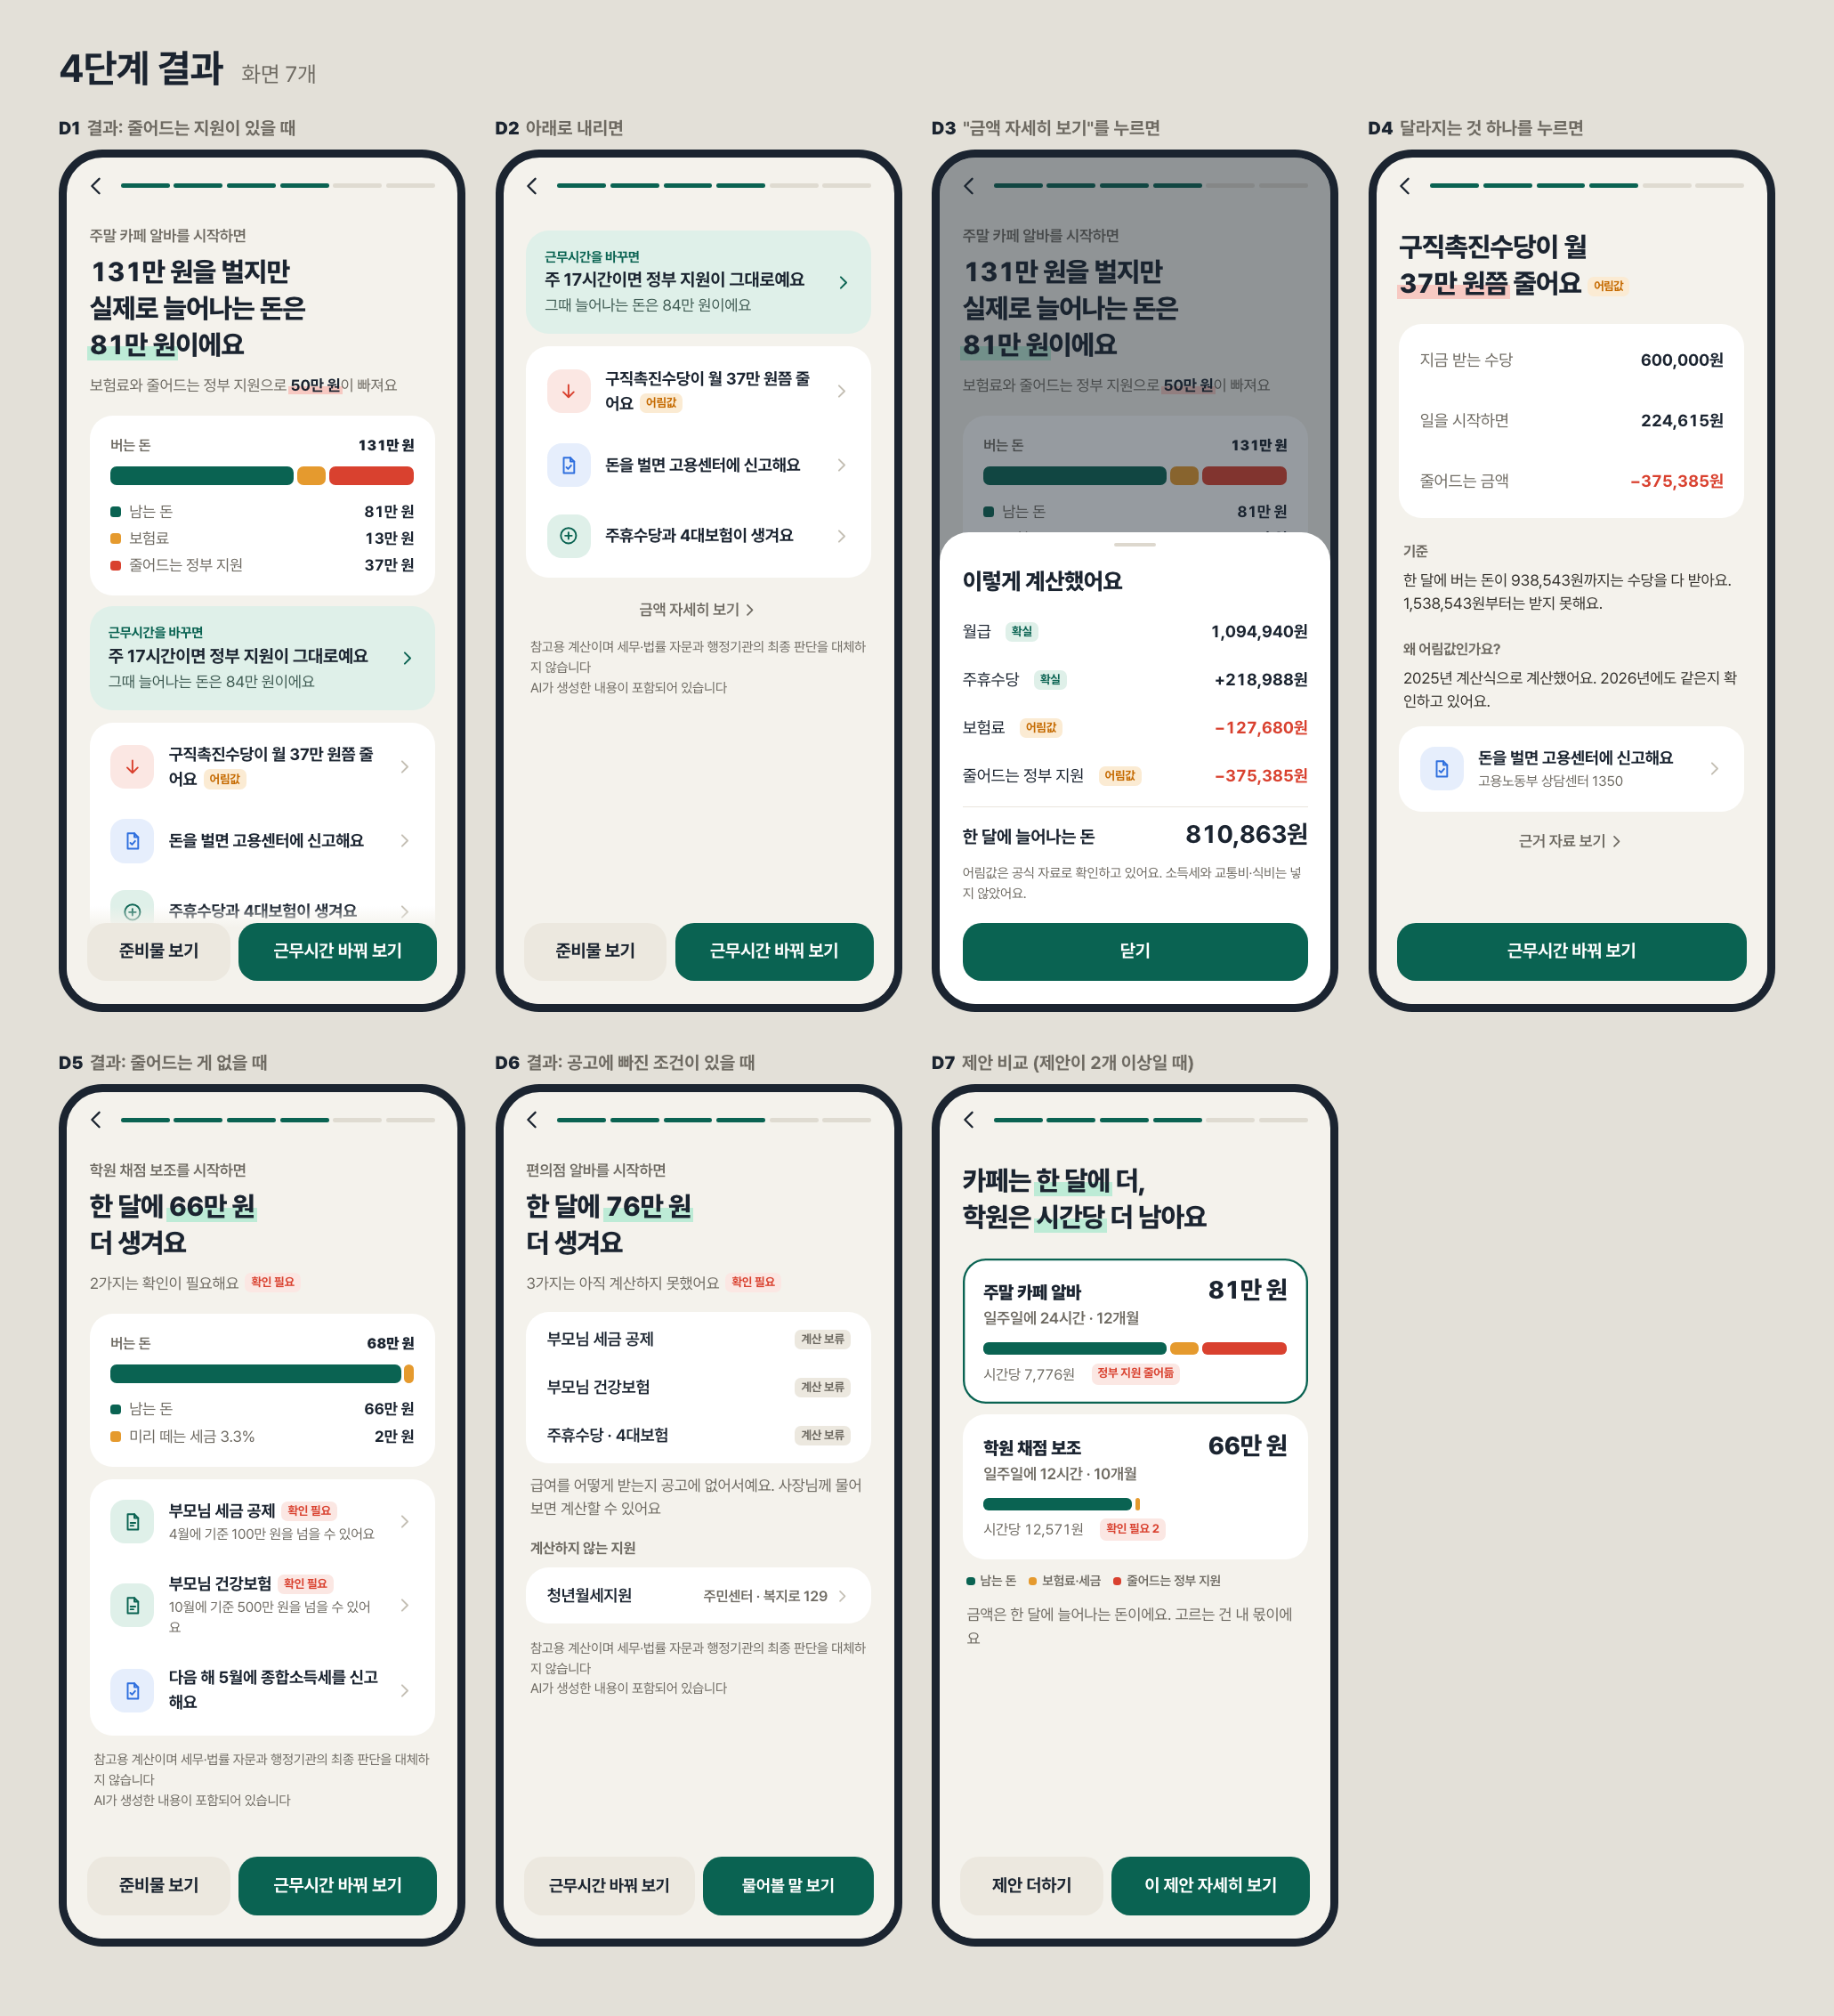 4단계 결과 화면 7개
D1 결과: 줄어드는 지원이 있을 때
주말 카페 알바를 시작하면
131만 원을 벌지만
실제로 늘어나는 돈은
81만 원이에요
보험료와 줄어드는 정부 지원으로 50만 원이 빠져요
버는 돈 131만 원
남는 돈 81만 원
보험료 13만 원
줄어드는 정부 지원 37만 원
근무시간을 바꾸면
주 17시간이면 정부 지원이 그대로예요
그때 늘어나는 돈은 84만 원이에요
구직촉진수당이 월 37만 원쯤 줄
어요 어림값
돈을 벌면 고용센터에 신고해요
주휴수당과 4대보험이 생겨요
준비물 보기 근무시간 바꿔 보기
D2 아래로 내리면
근무시간을 바꾸면
주 17시간이면 정부 지원이 그대로예요
그때 늘어나는 돈은 84만 원이에요
구직촉진수당이 월 37만 원쯤 줄
어요 어림값
돈을 벌면 고용센터에 신고해요
주휴수당과 4대보험이 생겨요
금액 자세히 보기
참고용 계산이며 세무·법률 자문과 행정기관의 최종 판단을 대체하
지 않습니다
AI가 생성한 내용이 포함되어 있습니다
준비물 보기 근무시간 바꿔 보기
D3 "금액 자세히 보기"를 누르면
주말 카페 알바를 시작하면
131만 원을 벌지만
실제로 늘어나는 돈은
81만 원이에요
보험료와 줄어드는 정부 지원으로 50만 원이 빠져요
버는 돈 131만 원
남는 돈 81만 원
이렇게 계산했어요
월급 확실 1,094,940원
주휴수당 확실 +218,988원
보험료 어림값 −127,680원
줄어드는 정부 지원 어림값 −375,385원
한 달에 늘어나는 돈 810,863원
어림값은 공식 자료로 확인하고 있어요. 소득세와 교통비·식비는 넣
지 않았어요.
닫기
D4 달라지는 것 하나를 누르면
구직촉진수당이 월
37만 원쯤 줄어요 어림값
지금 받는 수당 600,000원
일을 시작하면 224,615원
줄어드는 금액 −375,385원
기준
한 달에 버는 돈이 938,543원까지는 수당을 다 받아요.
1,538,543원부터는 받지 못해요.
왜 어림값인가요?
2025년 계산식으로 계산했어요. 2026년에도 같은지 확
인하고 있어요.
돈을 벌면 고용센터에 신고해요
고용노동부 상담센터 1350
근거 자료 보기
근무시간 바꿔 보기
D5 결과: 줄어드는 게 없을 때
학원 채점 보조를 시작하면
한 달에 66만 원
더 생겨요
2가지는 확인이 필요해요 확인 필요
버는 돈 68만 원
남는 돈 66만 원
미리 떼는 세금 3.3% 2만 원
부모님 세금 공제 확인 필요
4월에 기준 100만 원을 넘을 수 있어요
부모님 건강보험 확인 필요
10월에 기준 500만 원을 넘을 수 있어
요
다음 해 5월에 종합소득세를 신고
해요
참고용 계산이며 세무·법률 자문과 행정기관의 최종 판단을 대체하
지 않습니다
AI가 생성한 내용이 포함되어 있습니다
준비물 보기 근무시간 바꿔 보기
D6 결과: 공고에 빠진 조건이 있을 때
편의점 알바를 시작하면
한 달에 76만 원
더 생겨요
3가지는 아직 계산하지 못했어요 확인 필요
부모님 세금 공제 계산 보류
부모님 건강보험 계산 보류
주휴수당 · 4대보험 계산 보류
급여를 어떻게 받는지 공고에 없어서예요. 사장님께 물어
보면 계산할 수 있어요
계산하지 않는 지원
청년월세지원 주민센터 · 복지로 129
참고용 계산이며 세무·법률 자문과 행정기관의 최종 판단을 대체하
지 않습니다
AI가 생성한 내용이 포함되어 있습니다
근무시간 바꿔 보기 물어볼 말 보기
D7 제안 비교 (제안이 2개 이상일 때)
카페는 한 달에 더,
학원은 시간당 더 남아요
주말 카페 알바 81만 원
일주일에 24시간 · 12개월
시간당 7,776원 정부 지원 줄어듦
학원 채점 보조 66만 원
일주일에 12시간 · 10개월
시간당 12,571원 확인 필요 2
남는 돈 보험료·세금 줄어드는 정부 지원
금액은 한 달에 늘어나는 돈이에요. 고르는 건 내 몫이에
요
제안 더하기 이 제안 자세히 보기